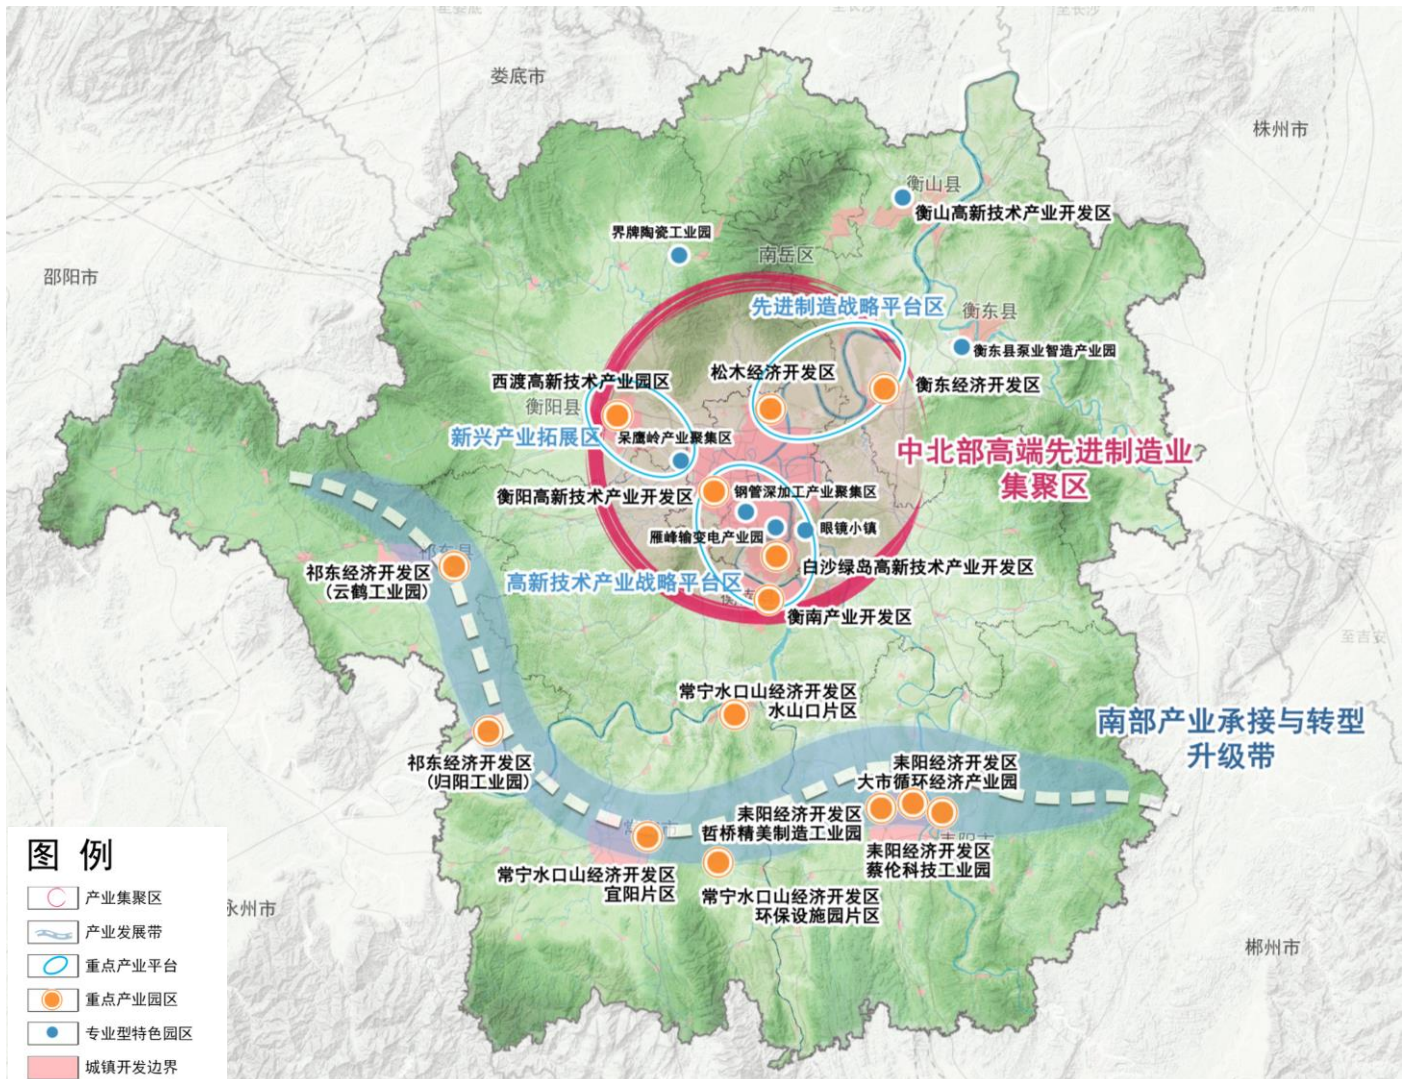 娄底市
株州市
衡山县
衡山高新技术产业开发区
界牌陶瓷工业园
南岳区
邵阳市
先进制造战略平台区
衡东县
衡东县泵业智造产业园
松木经济开发区
西渡高新技术产业园区
衡东经济开发区
衡阳县
新兴产业拓展区
呆鹰岭产业聚集区
中北部高端先进制造业
集聚区
衡阳高新技术产业开发区
钢管深加工产业聚集区
眼镜小镇
雁峰输变电产业园
祁东县
白沙绿岛高新技术产业开发区
祁东经济开发区
(云鹤工业园)
高新技术产业战略平台区
衡南产业开发区
至吉安
常宁水口山经济开发区
水山口片区
南部产业承接与转型
升级带
祁东经济开发区
(归阳工业园)
耒阳经济开发区
大市循环经济产业园
耒阳经济开发区
哲桥精美制造工业园
耒阳经济开发区
蔡伦科技工业园
常宁水口山经济开发区
宜阳片区
常宁水口山经济开发区
环保设施园片区
永州市
郴州市
图例
产业集聚区
产业发展带
重点产业平台
重点产业园区
专业型特色园区
城镇开发边界